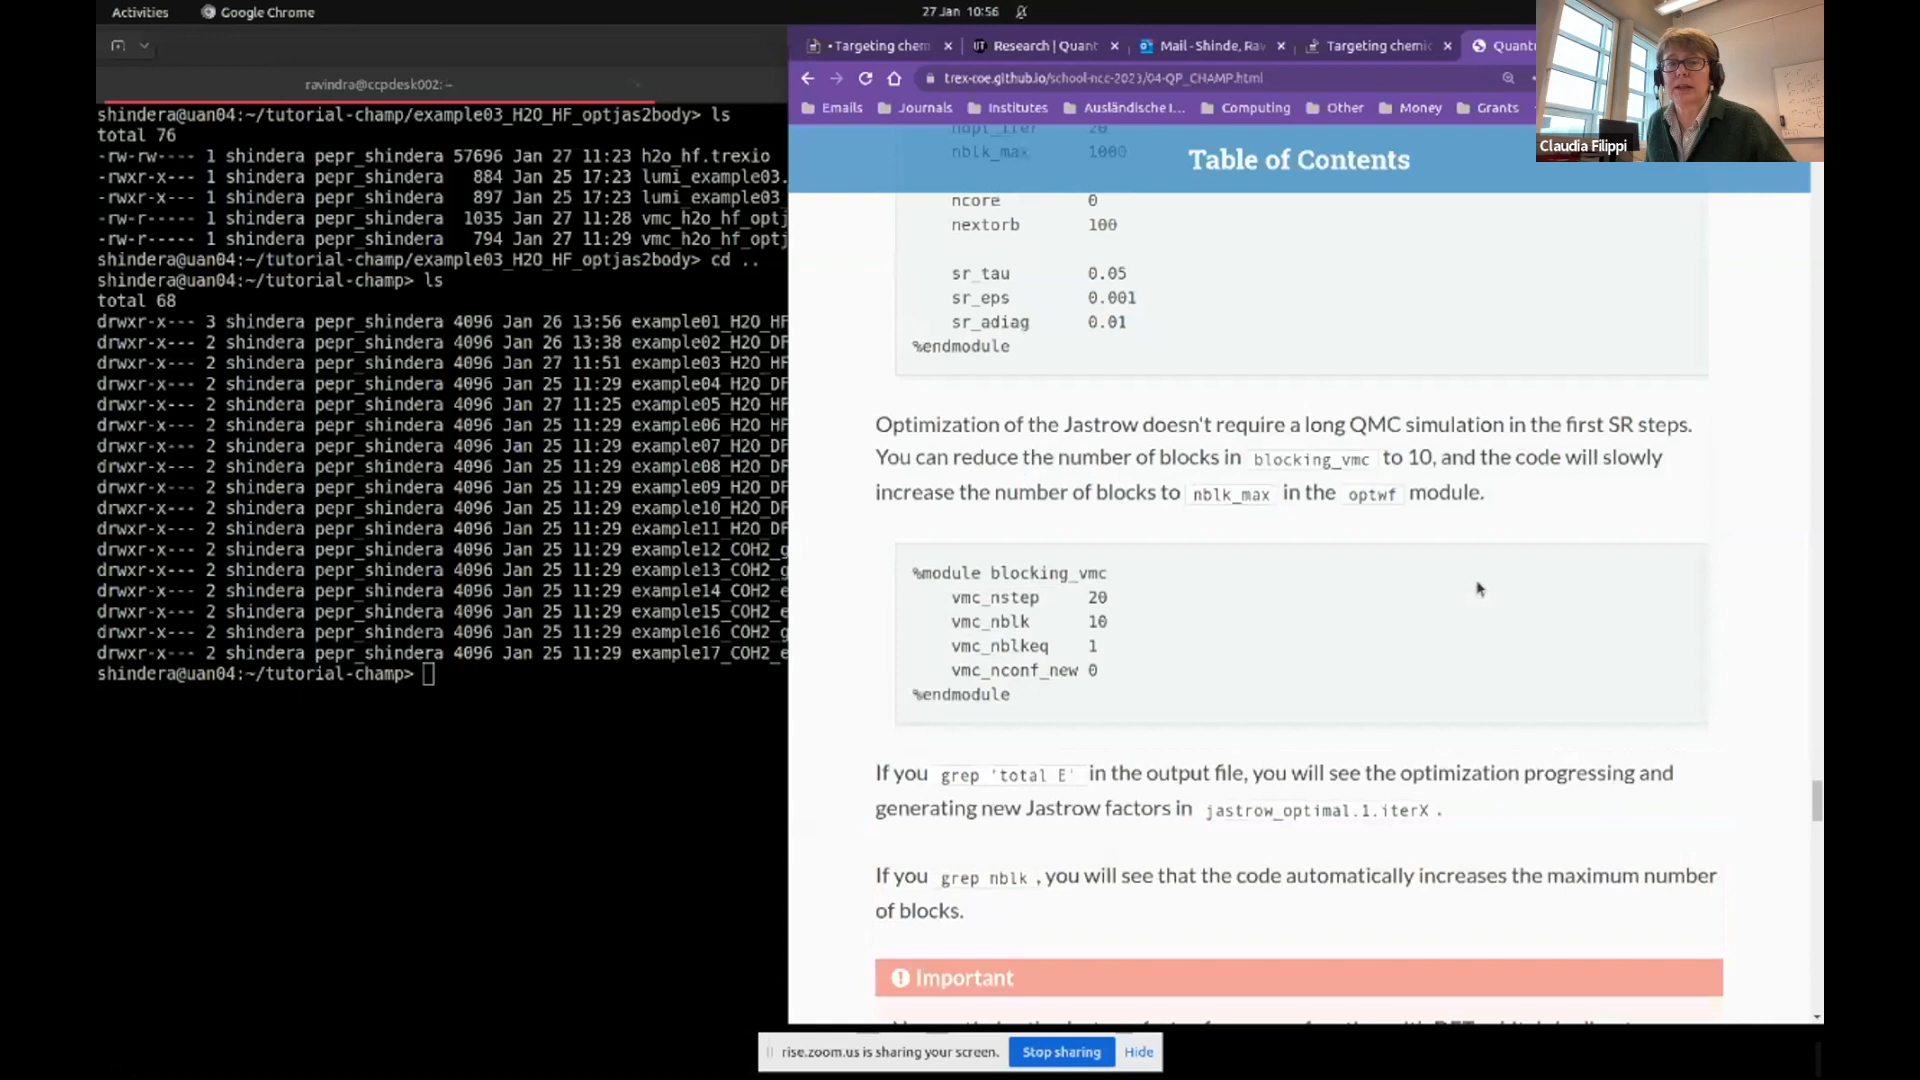 Activities
Google Chrome
27 Jan 10:56
ravindra@ccpdesk002: ~
shindera@uan04:~/tutorial-champ/example03_H2O_HF_optjas2body> ls
total 76
-rw-rw---- 1 shindera pepr_shindera 57696 Jan 27 11:23 h2o_hf.trexio
-rwxr-x--- 1 shindera pepr_shindera 884 Jan 25 17:23 lumi_example03.
-rwxr-x--- 1 shindera pepr_shindera 897 Jan 25 17:23 lumi_example03_
-rw-r----- 1 shindera pepr_shindera 1035 Jan 27 11:28 vmc_h2o_hf_optj
-rw-r----- 1 shindera pepr_shindera 794 Jan 27 11:29 vmc_h2o_hf_optj
shindera@uan04:~/tutorial-champ/example03_H2O_HF_optjas2body> cd ..
shindera@uan04:~/tutorial-champ> ls
total 68
drwxr-x--- 3 shindera pepr_shindera 4096 Jan 26 13:56 example01_H2O_HF
drwxr-x--- 2 shindera pepr_shindera 4096 Jan 26 13:38 example02_H2O_DF
drwxr-x--- 2 shindera pepr_shindera 4096 Jan 27 11:51 example03_H2O_HF
drwxr-x--- 2 shindera pepr_shindera 4096 Jan 25 11:29 example04_H2O_DF
drwxr-x--- 2 shindera pepr_shindera 4096 Jan 27 11:25 example05_H2O_HF
drwxr-x--- 2 shindera pepr_shindera 4096 Jan 25 11:29 example06_H2O_HF
drwxr-x--- 2 shindera pepr_shindera 4096 Jan 25 11:29 example07_H2O_DF
drwxr-x--- 2 shindera pepr_shindera 4096 Jan 25 11:29 example08_H2O_DF
drwxr-x--- 2 shindera pepr_shindera 4096 Jan 25 11:29 example09_H2O_DF
drwxr-x--- 2 shindera pepr_shindera 4096 Jan 25 11:29 example10_H2O_DF
drwxr-x--- 2 shindera pepr_shindera 4096 Jan 25 11:29 example11_H2O_DF
drwxr-x--- 2 shindera pepr_shindera 4096 Jan 25 11:29 example12_COH2_g
drwxr-x--- 2 shindera pepr_shindera 4096 Jan 25 11:29 example13_COH2_g
drwxr-x--- 2 shindera pepr_shindera 4096 Jan 25 11:29 example14_COH2_e
drwxr-x--- 2 shindera pepr_shindera 4096 Jan 25 11:29 example15_COH2_e
drwxr-x--- 2 shindera pepr_shindera 4096 Jan 25 11:29 example16_COH2_g
drwxr-x--- 2 shindera pepr_shindera 4096 Jan 25 11:29 example17_COH2_e
shindera@uan04:~/tutorial-champ>
• Targeting chem
Research | Quant
Mail - Shinde, Rav
Targeting chemic
Quantu
trex-coe.github.io/school-ncc-2023/04-QP_CHAMP.html
Emails
Journals
Institutes
Ausländische I...
Computing
Other
Money
Grants
Claudia Filippi
nopt_iter 20
nblk_max 1000
Table of Contents
ncore 0
nextorb 100
sr_tau 0.05
sr_eps 0.001
sr_adiag 0.01
%endmodule
Optimization of the Jastrow doesn't require a long QMC simulation in the first SR steps.
You can reduce the number of blocks in blocking_vmc to 10, and the code will slowly
increase the number of blocks to nblk_max in the optwf module.
%module blocking_vmc
vmc_nstep 20
vmc_nblk 10
vmc_nblkeq 1
vmc_nconf_new 0
%endmodule
If you grep 'total E' in the output file, you will see the optimization progressing and
generating new Jastrow factors in jastrow_optimal.1.iterX .
If you grep nblk , you will see that the code automatically increases the maximum number
of blocks.
Important
rise.zoom.us is sharing your screen.
Stop sharing
Hide